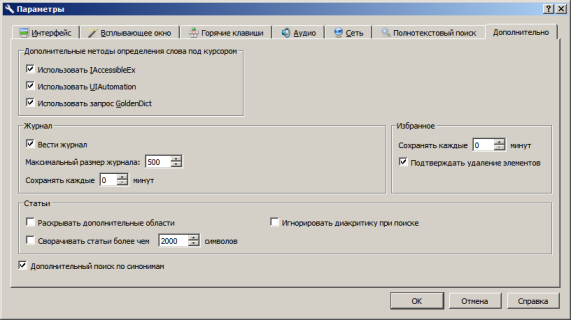 Параметры
Интерфейс Всплывающее окно Горячие клавиши Аудио Сеть Полнотекстовый поиск Дополнительно
Дополнительные методы определения слова под курсором
Использовать IAccessibleEx
Использовать UIAutomation
Использовать запрос GoldenDict
Журнал
Вести журнал
Максимальный размер журнала: 500
Сохранять каждые 0 минут
Избранное
Сохранять каждые 0 минут
Подтверждать удаление элементов
Статьи
Раскрывать дополнительные области Игнорировать диакритику при поиске
Сворачивать статьи более чем 2000 символов
Дополнительный поиск по синонимам
OK Отмена Справка